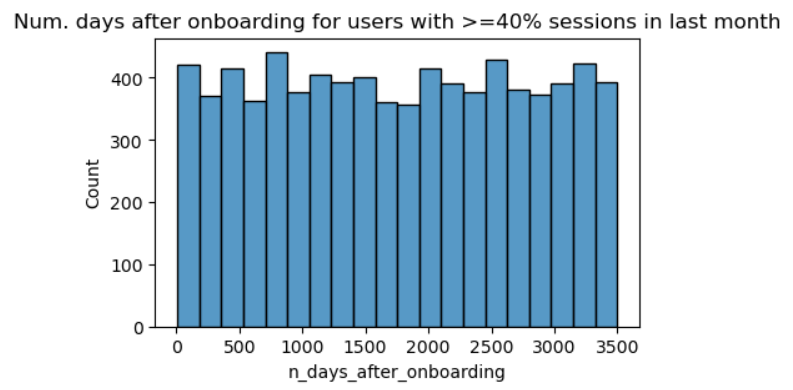 Num. days after onboarding for users with >=40% sessions in last month
400
300
200
100
0
Count
0 500 1000 1500 2000 2500 3000 3500
n_days_after_onboarding